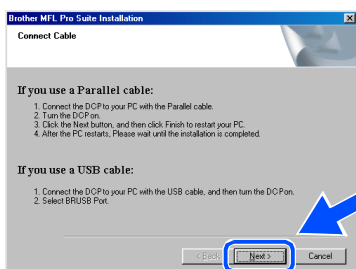 Brother MFL Pro Suite Installation
Connect Cable
If you use a Parallel cable:
1. Connect the DCP to your PC with the Parallel cable.
2. Turn the DCP on.
3. Click the Next button, and then click Finish to restart your PC.
4. After the PC restarts, Please wait until the installation is completed.
If you use a USB cable:
1. Connect the DCP to your PC with the USB cable, and then turn the DCP on.
2. Select BRUSB Port.
< Back Next > Cancel